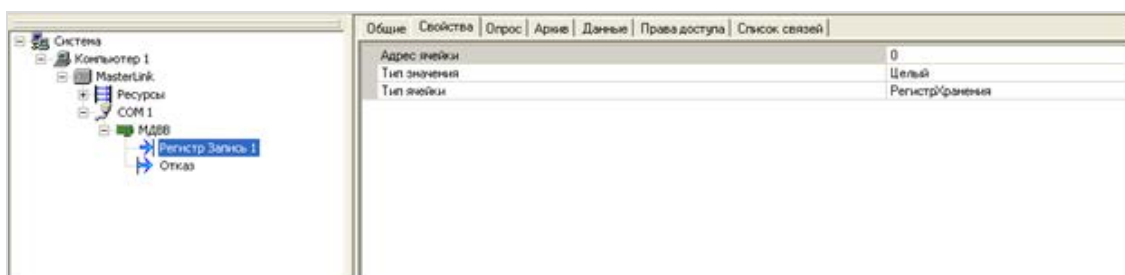 Система
Компьютер 1
MasterLink
Ресурсы
COM 1
МДВВ
Регистр Запись 1
Отказ
Общие Свойства Опрос Архив Данные Права доступа Список связей
Адрес ячейки 0
Тип значения Целый
Тип ячейки РегистрХранения